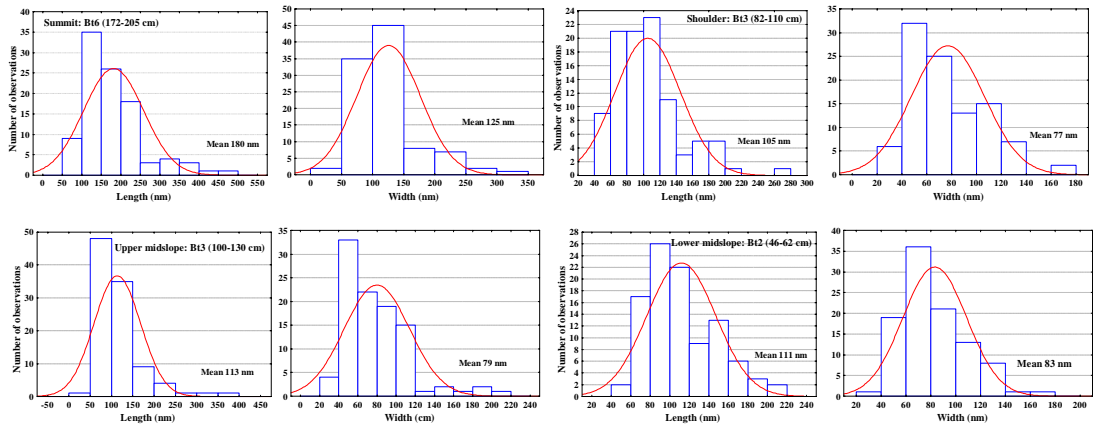 Summit: Bt6 (172-205 cm)
Number of observations
40
35
30
25
20
15
10
5
0
Mean 180 nm
0 50 100 150 200 250 300 350 400 450 500 550
Length (nm)
50
45
40
35
30
25
20
15
10
5
0
Mean 125 nm
0 50 100 150 200 250 300 350
Width (nm)
Shoulder: Bt3 (82-110 cm)
Number of observations
24
22
20
18
16
14
12
10
8
6
4
2
0
Mean 105 nm
20 40 60 80 100 120 140 160 180 200 220 240 260 280 300
Length (nm)
35
30
25
20
15
10
5
0
Mean 77 nm
0 20 40 60 80 100 120 140 160 180
Width (nm)
Upper midslope: Bt3 (100-130 cm)
Number of observations
50
40
30
20
10
0
Mean 113 nm
-50 0 50 100 150 200 250 300 350 400 450
Length (nm)
35
30
25
20
15
10
5
0
Mean 79 nm
0 20 40 60 80 100 120 140 160 180 200 220 240
Width (cm)
Lower midslope: Bt2 (46-62 cm)
Number of observations
28
26
24
22
20
18
16
14
12
10
8
6
4
2
0
Mean 111 nm
20 40 60 80 100 120 140 160 180 200 220 240
Length (nm)
40
35
30
25
20
15
10
5
0
Mean 83 nm
20 40 60 80 100 120 140 160 180 200
Width (nm)